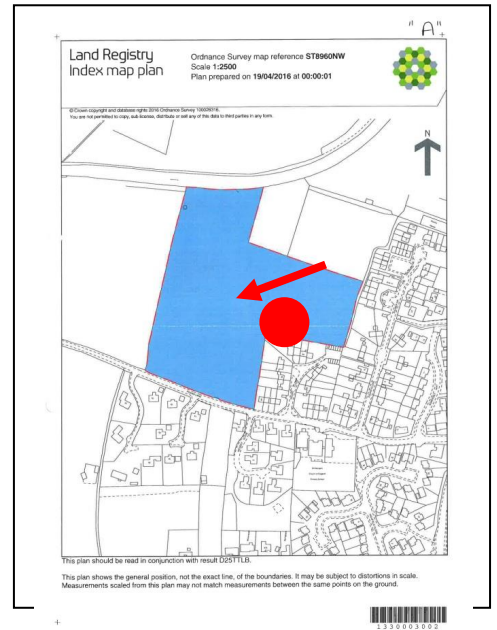 "A"
Land Registry
Index map plan
Ordnance Survey map reference ST8960NW
Scale 1:2500
Plan prepared on 19/04/2016 at 00:00:01
© Crown copyright and database rights 2016 Ordnance Survey
You are not permitted to copy, sub-license, distribute or sell any of this data to third parties in any form.
N
This plan should be read in conjunction with result D25TTLB.
This plan shows the general position, not the exact line, of the boundaries. It may be subject to distortions in scale.
Measurements scaled from this plan may not match measurements between the same points on the ground.
1330003002